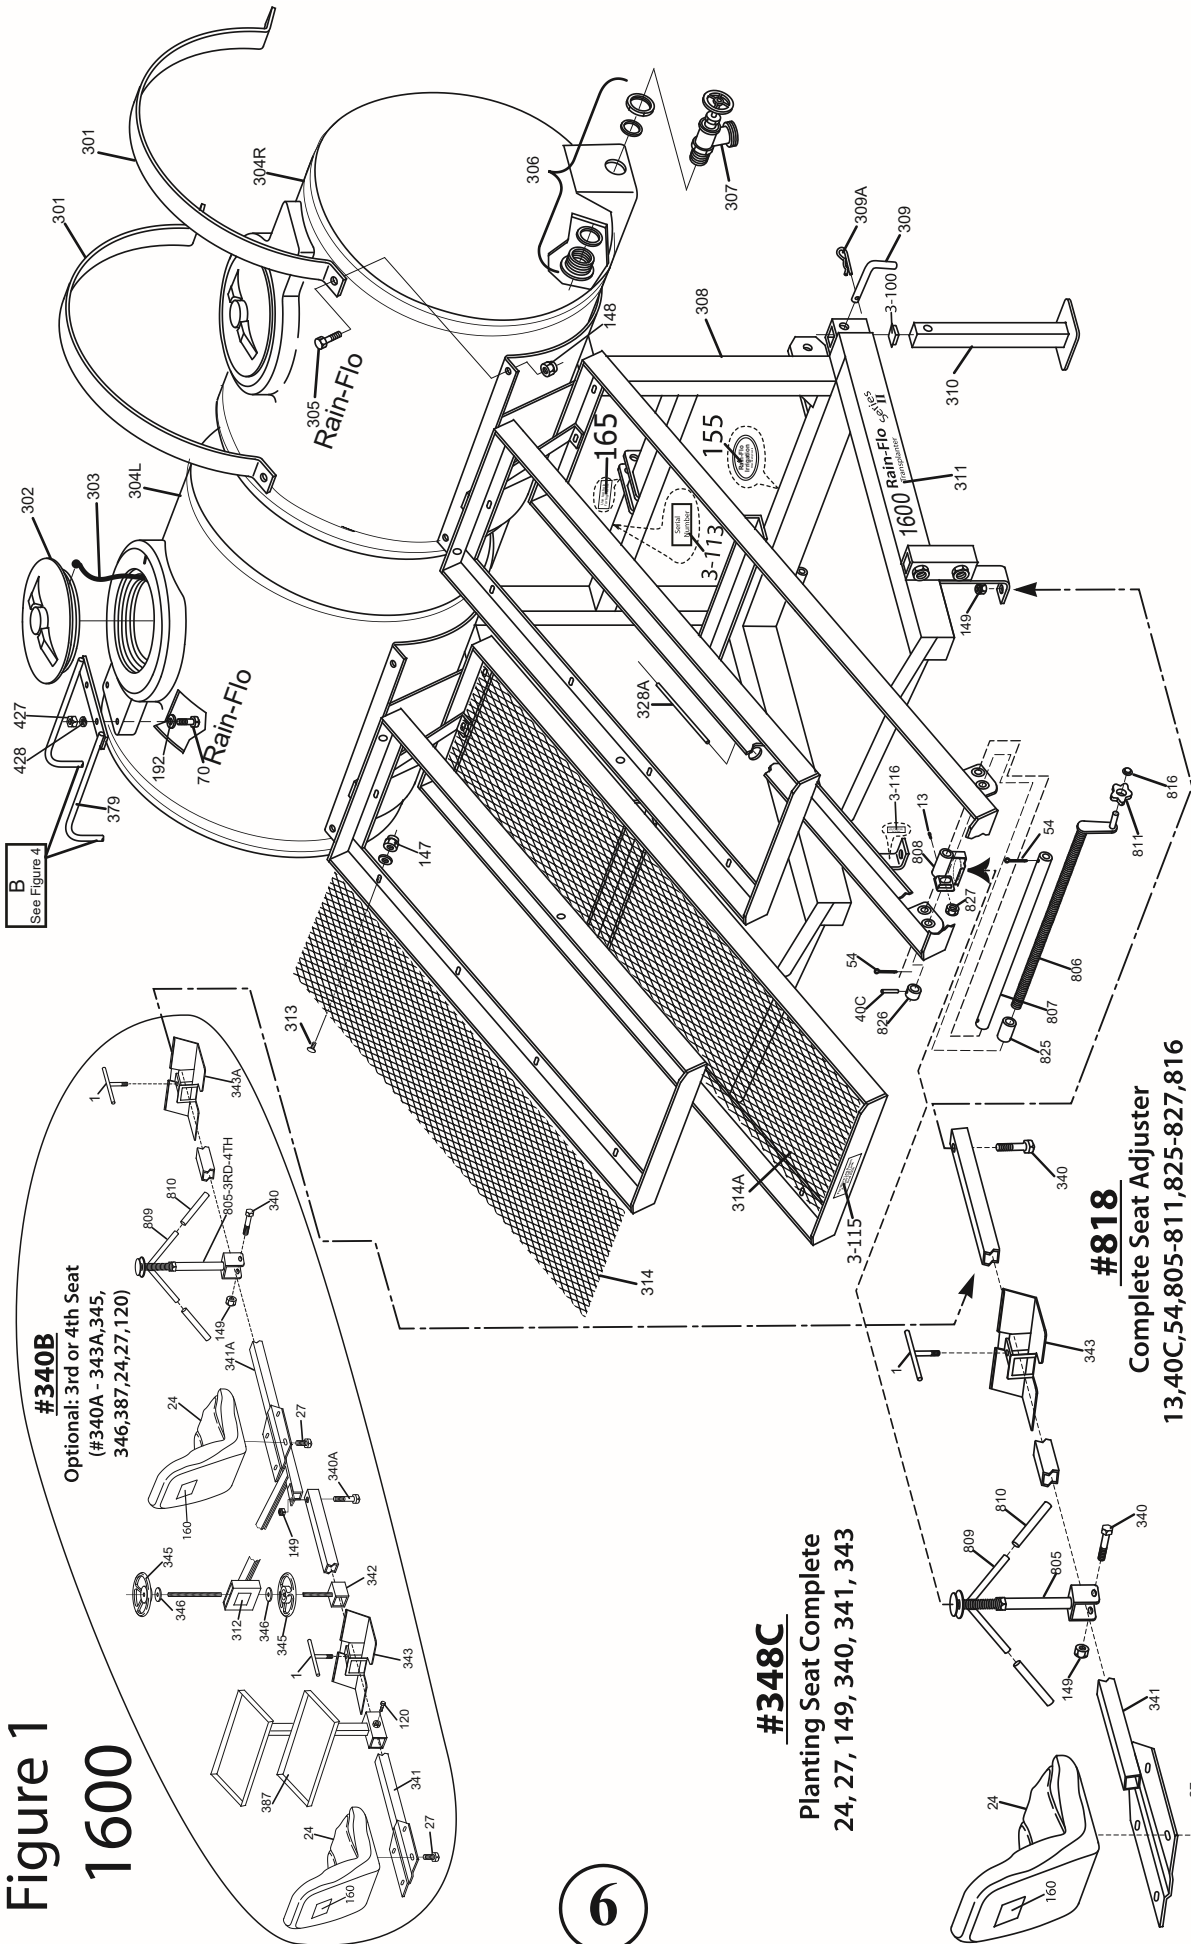 Figure 1
1600
#340B
Optional: 3rd or 4th Seat
(#340A - 343A,345,
346,387,24,27,120)
1
343A
810
809
805-3RD-4TH
340
149
341A
24
27
340A
160
149
345
346
312
346
345
342
1
343
120
387
341
24
27
160
B
See Figure 4
427
428
379
192
70
302
303
304L
301
301
304R
305
Rain-Flo
Rain-Flo
306
307
309A
309
3-100
308
148
310
311
1600 Rain-Flo Series II
Transplanter
165
155
Rain-Flo
Irrigation
Serial
Number
3-113
149
328A
147
313
314
314A
3-115
3-116
13
808
827
54
40C
826
54
816
811
806
807
825
#818
Complete Seat Adjuster
13,40C,54,805-811,825-827,816
340
1
343
810
809
340
805
149
341
24
160
#348C
Planting Seat Complete
24, 27, 149, 340, 341, 343
6